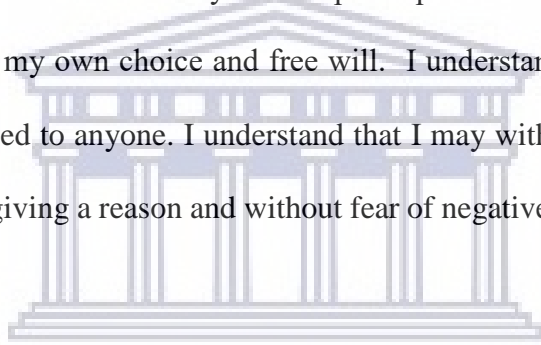 my own choice and free will. I understan
ed to anyone. I understand that I may with
giving a reason and without fear of negative